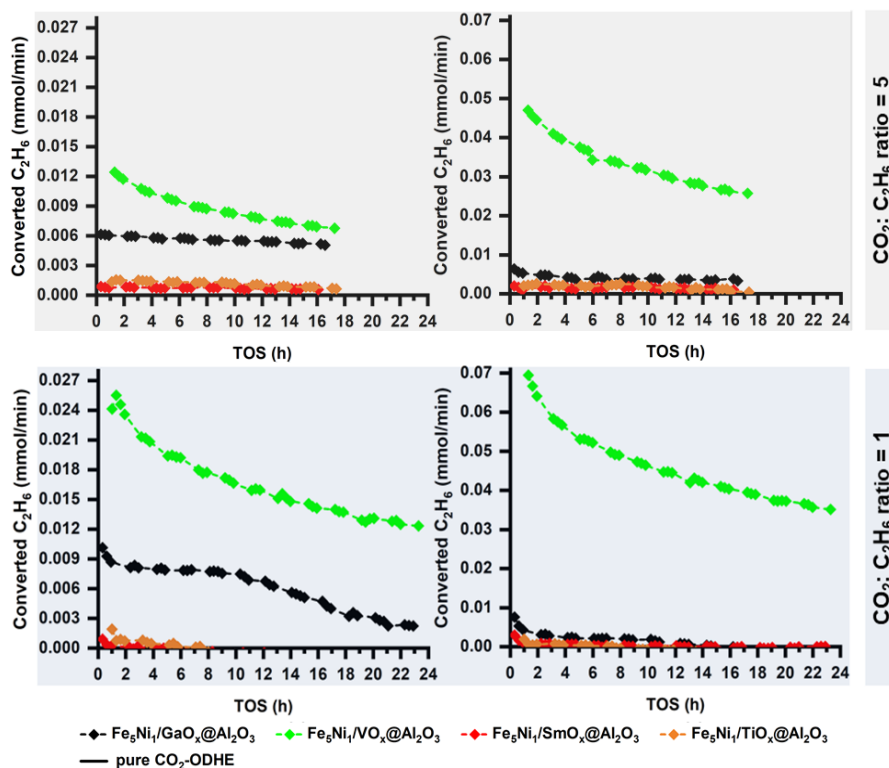 0.027
0.024
0.021
0.018
0.015
0.012
0.009
0.006
0.003
0.000
Converted C₂H₆ (mmol/min)
0 2 4 6 8 10 12 14 16 18 20 22 24
TOS (h)
0.07
0.06
0.05
0.04
0.03
0.02
0.01
0.00
Converted C₂H₆ (mmol/min)
0 2 4 6 8 10 12 14 16 18 20 22 24
TOS (h)
CO₂: C₂H₆ ratio = 5
0.027
0.024
0.021
0.018
0.015
0.012
0.009
0.006
0.003
0.000
Converted C₂H₆ (mmol/min)
0 2 4 6 8 10 12 14 16 18 20 22 24
TOS (h)
0.07
0.06
0.05
0.04
0.03
0.02
0.01
0.00
Converted C₂H₆ (mmol/min)
0 2 4 6 8 10 12 14 16 18 20 22 24
TOS (h)
CO₂: C₂H₆ ratio = 1
Fe₅Ni₁/GaOₓ@Al₂O₃ Fe₅Ni₁/VOₓ@Al₂O₃ Fe₅Ni₁/SmOₓ@Al₂O₃ Fe₅Ni₁/TiOₓ@Al₂O₃
pure CO₂-ODHE